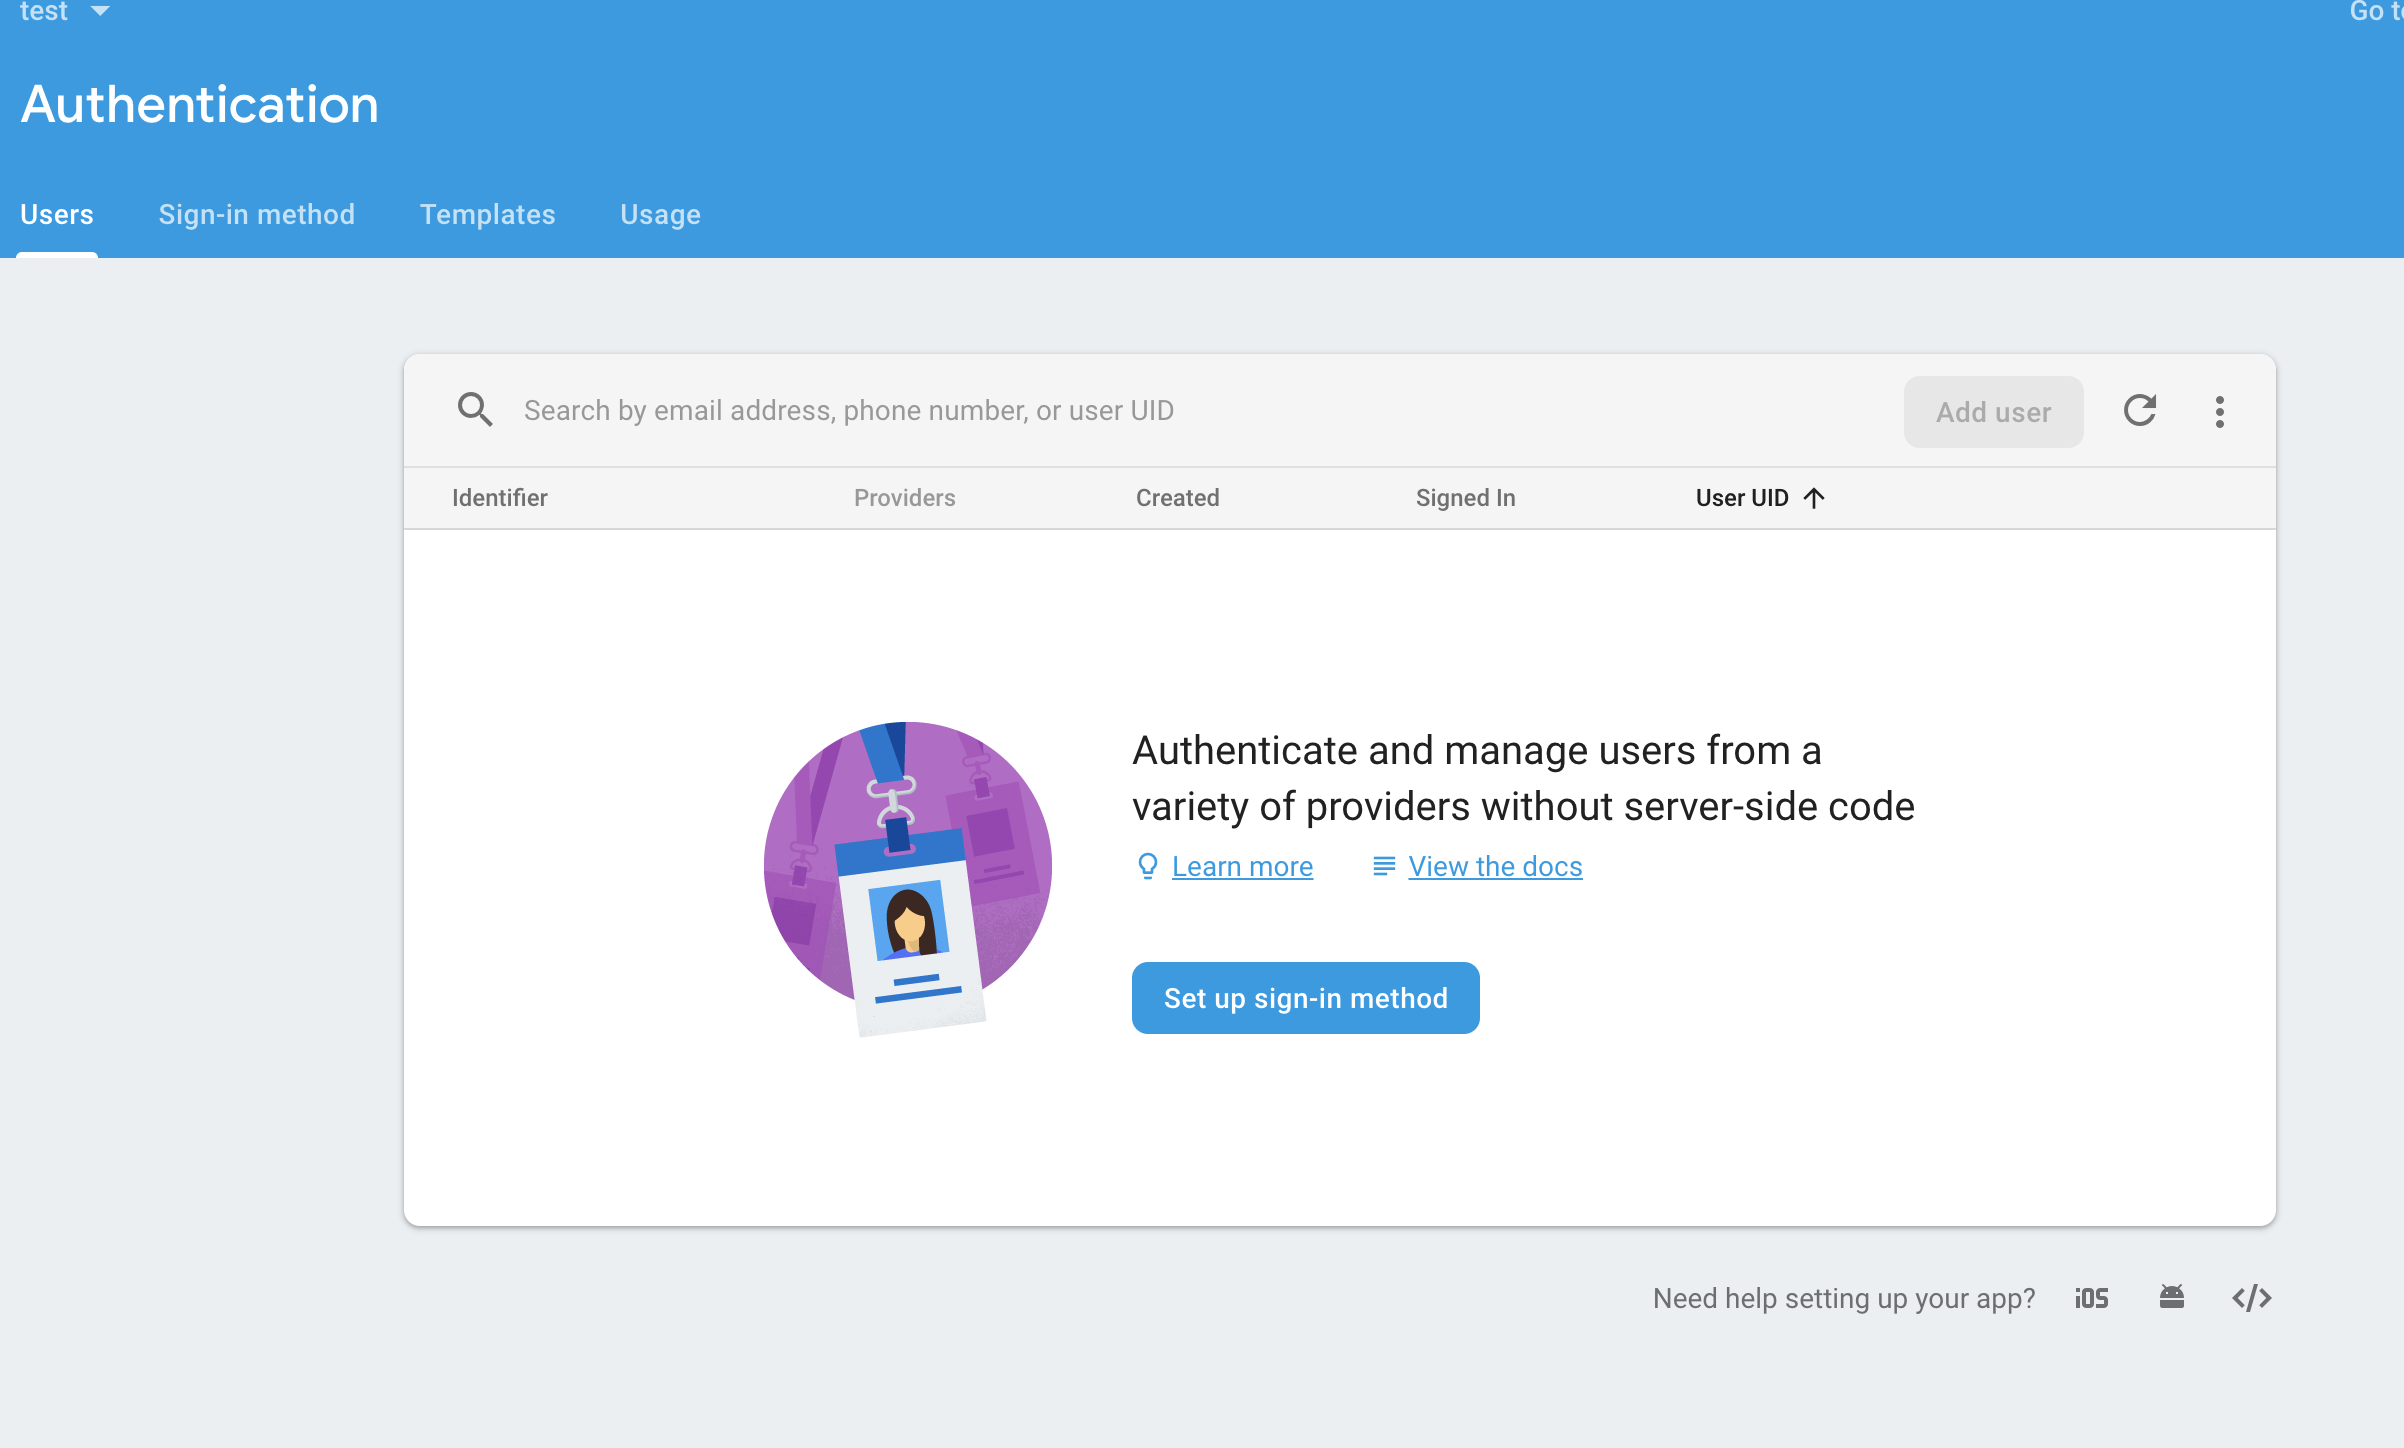 test
Go to
Authentication
Users Sign-in method Templates Usage
Search by email address, phone number, or user UID Add user
Identifier Providers Created Signed In User UID
Authenticate and manage users from a
variety of providers without server-side code
Learn more View the docs
Set up sign-in method
Need help setting up your app? iOS </>